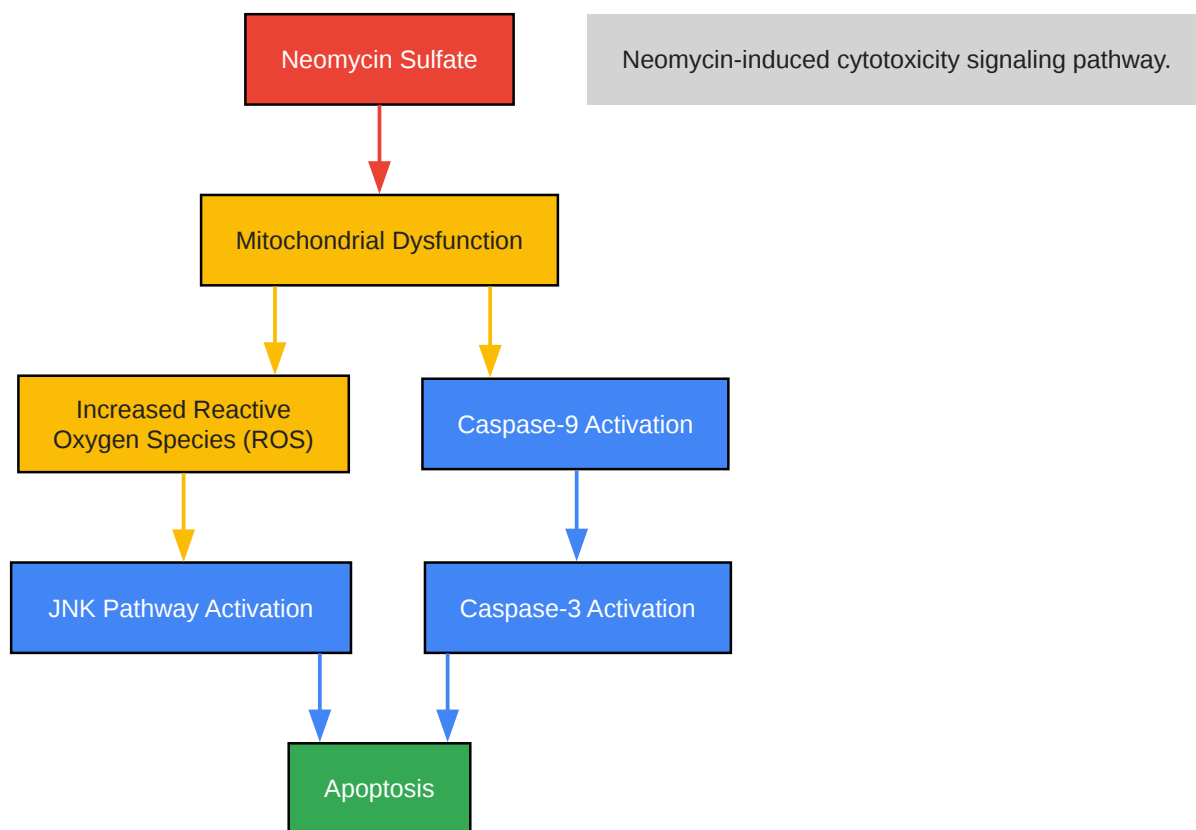 Neomycin Sulfate
Neomycin-induced cytotoxicity signaling pathway.
Mitochondrial Dysfunction
Increased Reactive
Oxygen Species (ROS)
Caspase-9 Activation
JNK Pathway Activation
Caspase-3 Activation
Apoptosis